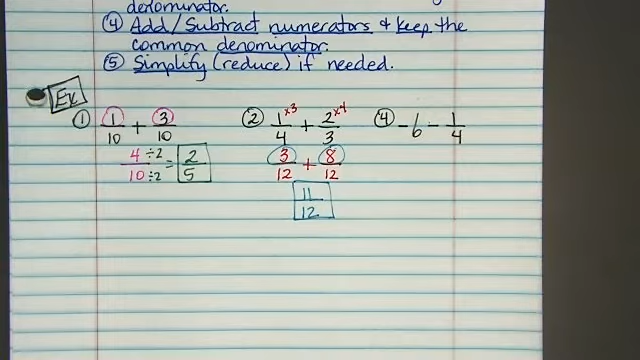 denominator.
④ Add/Subtract numerators & keep the
common denominator.
⑤ Simplify (reduce) if needed.
Ex
① 1/10 + 3/10
4/10 ÷2/÷2 = 2/5
② 1/4 ×3 + 2/3 ×4
3/12 + 8/12
11/12
④ -6 - 1/4